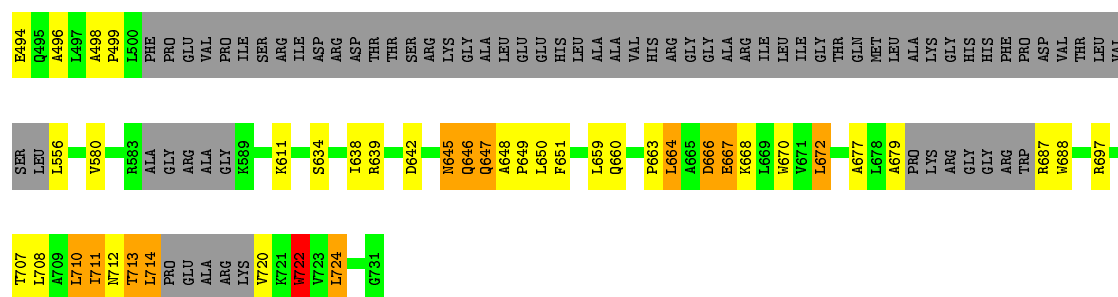 E494 Q495 A496 L497 A498 P499 L500 PHE PRO GLU VAL PRO ILE SER ARG ILE ASP ARG ASP THR THR SER ARG LYS GLY ALA LEU GLU GLU HIS LEU ALA ALA VAL HIS ARG GLY GLY ALA ARG ILE LEU ILE GLY THR GLN MET LEU ALA LYS GLY HIS HIS PHE PRO ASP VAL THR LEU VAL
SER LEU L556 V580 R583 ALA GLY ARG ALA GLY K589 K611 S634 I638 R639 D642 N645 Q646 Q647 A648 P649 L650 F651 L659 Q660 P663 L664 A665 D666 E667 K668 L669 W670 V671 L672 A677 L678 A679 PRO LYS ARG GLY GLY ARG TRP R687 W688 R697
T707 L708 A709 L710 I711 N712 T713 L714 PRO GLU ALA ARG LYS V720 K721 W722 V723 L724 G731